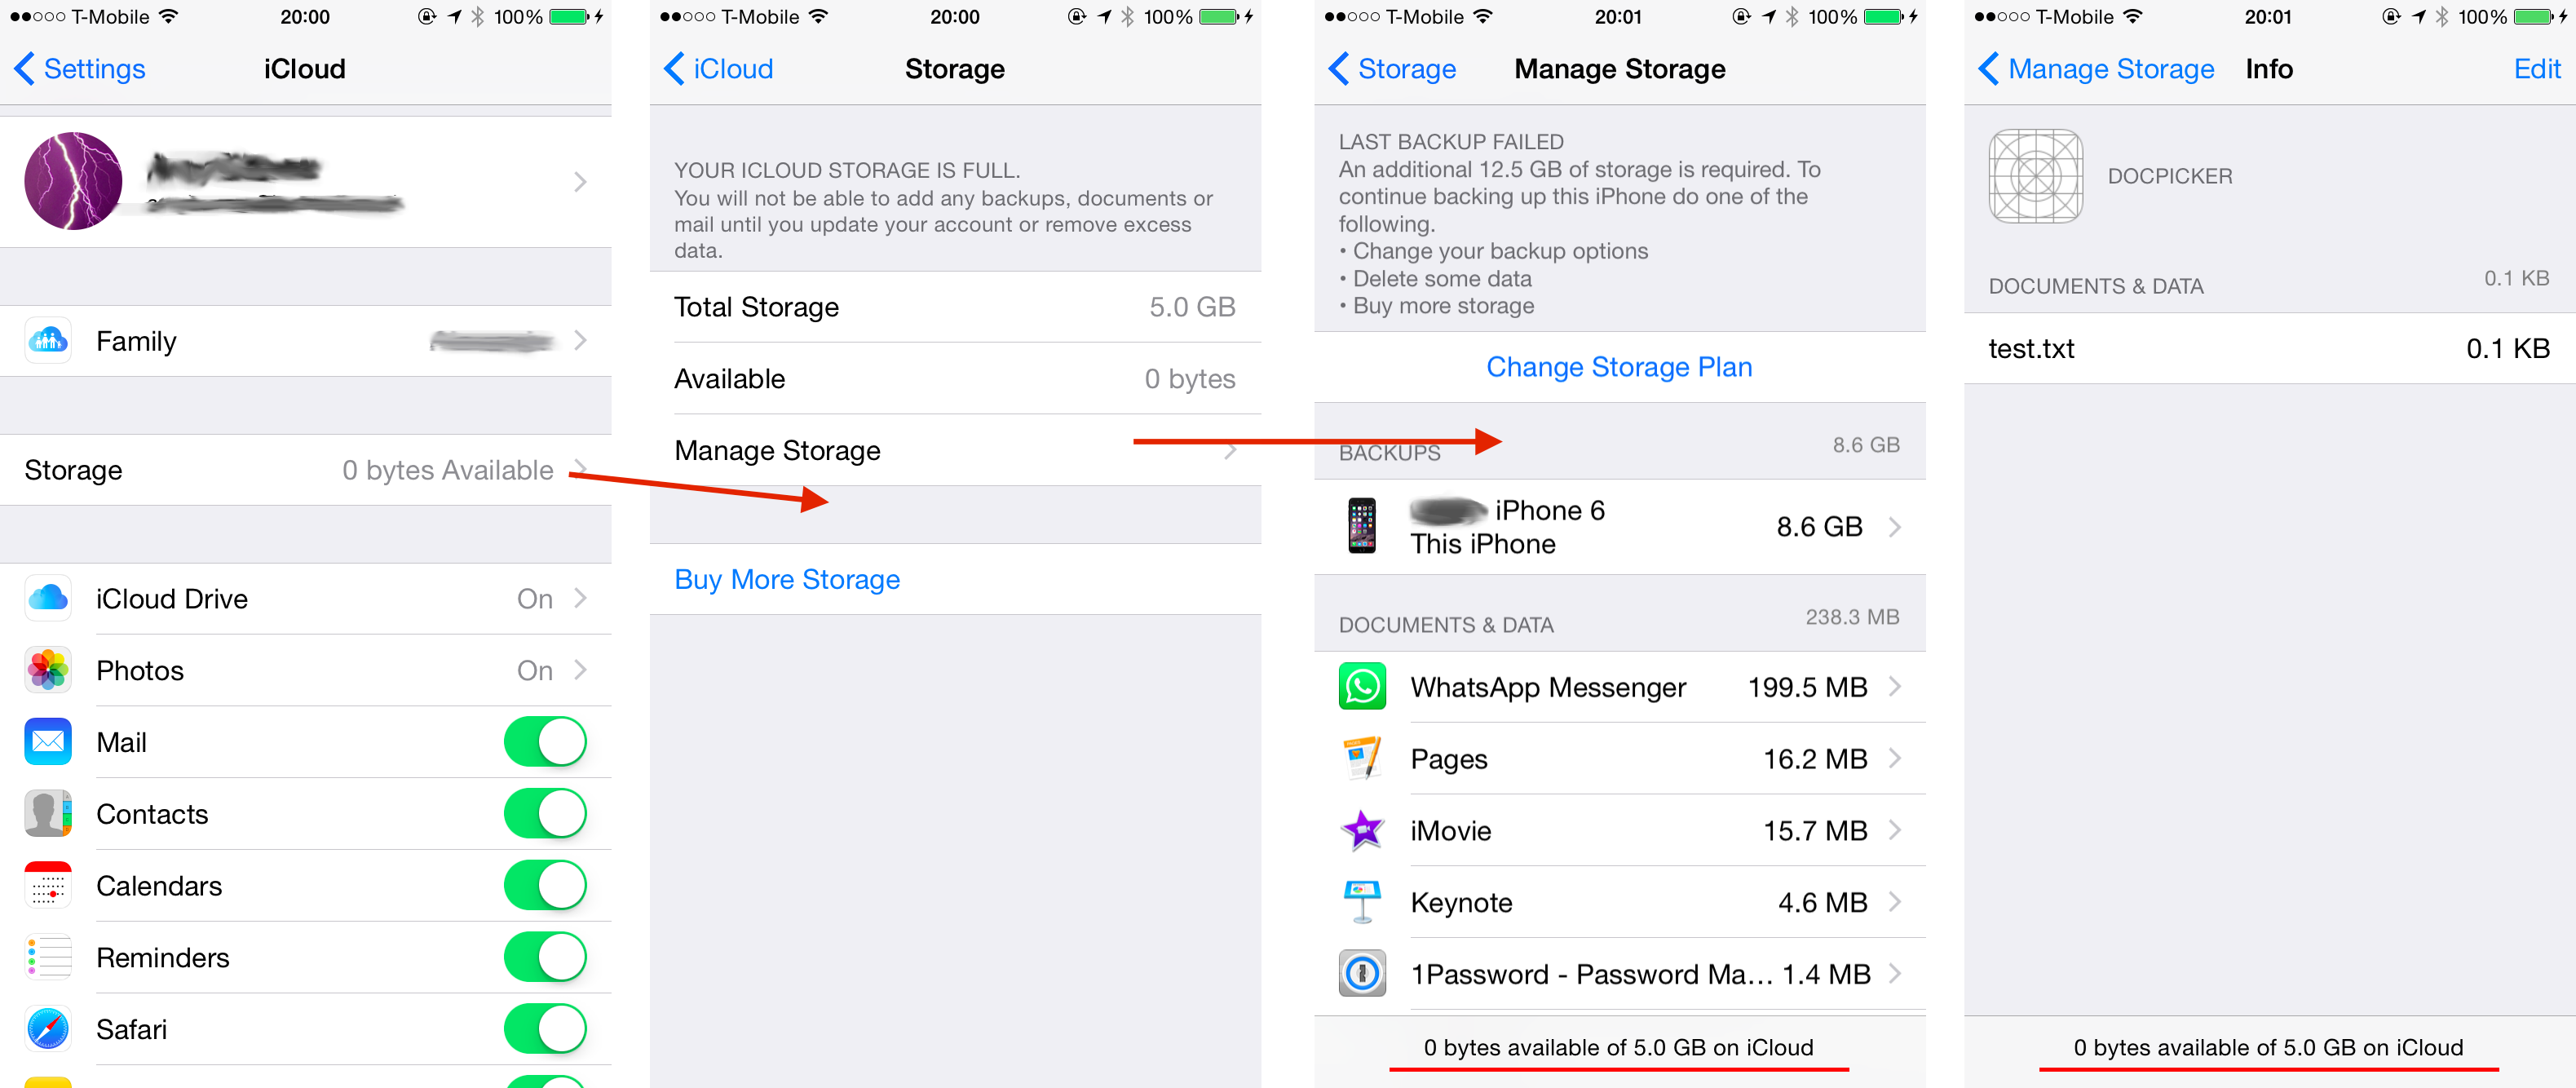 T-Mobile 20:00 100%
Settings iCloud
Family
Storage 0 bytes Available
iCloud Drive On
Photos On
Mail
Contacts
Calendars
Reminders
Safari
T-Mobile 20:00 100%
iCloud Storage
YOUR ICLOUD STORAGE IS FULL.
You will not be able to add any backups, documents or
mail until you update your account or remove excess
data.
Total Storage 5.0 GB
Available 0 bytes
Manage Storage
Buy More Storage
T-Mobile 20:01 100%
Storage Manage Storage
LAST BACKUP FAILED
An additional 12.5 GB of storage is required. To
continue backing up this iPhone do one of the
following.
• Change your backup options
• Delete some data
• Buy more storage
Change Storage Plan
BACKUPS 8.6 GB
iPhone 6
This iPhone 8.6 GB
DOCUMENTS & DATA 238.3 MB
WhatsApp Messenger 199.5 MB
Pages 16.2 MB
iMovie 15.7 MB
Keynote 4.6 MB
1Password - Password Ma... 1.4 MB
0 bytes available of 5.0 GB on iCloud
T-Mobile 20:01 100%
Manage Storage Info Edit
DOCPICKER
DOCUMENTS & DATA 0.1 KB
test.txt 0.1 KB
0 bytes available of 5.0 GB on iCloud